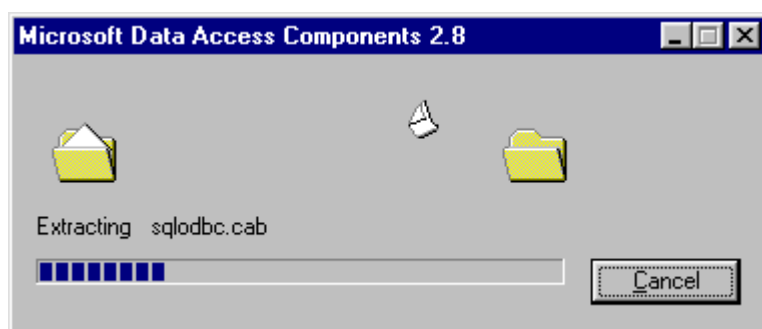 Microsoft Data Access Components 2.8
Extracting sqlodbc.cab
Cancel